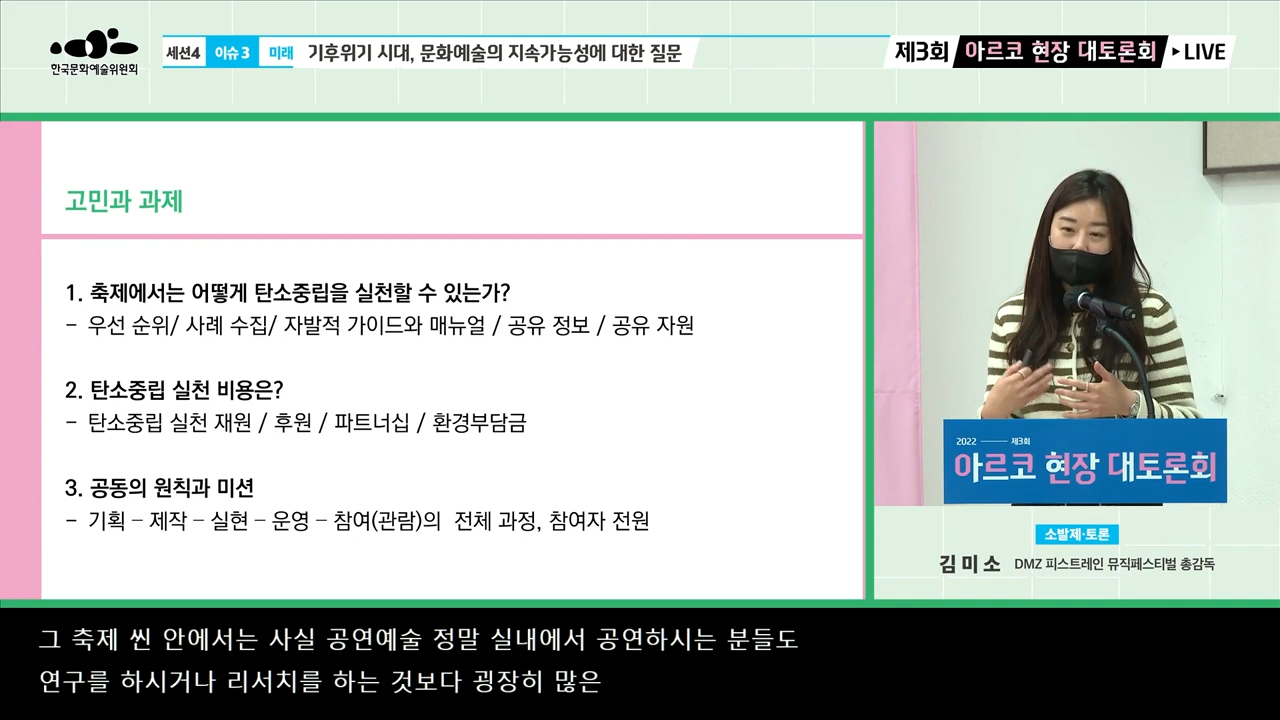 한국문화예술위원회
세션4 이슈3 미래 기후위기 시대, 문화예술의 지속가능성에 대한 질문
제3회 아르코 현장 대토론회 LIVE
고민과 과제
1. 축제에서는 어떻게 탄소중립을 실천할 수 있는가?
- 우선 순위/ 사례 수집/ 자발적 가이드와 매뉴얼 / 공유 정보 / 공유 자원
2. 탄소중립 실천 비용은?
- 탄소중립 실천 재원 / 후원 / 파트너십 / 환경부담금
3. 공동의 원칙과 미션
- 기획 – 제작 – 실현 – 운영 – 참여(관람)의 전체 과정, 참여자 전원
2022 제3회
아르코 현장 대토론회
소발제·토론
김미소 DMZ 피스트레인 뮤직페스티벌 총감독
그 축제 씬 안에서는 사실 공연예술 정말 실내에서 공연하시는 분들도
연구를 하시거나 리서치를 하는 것보다 굉장히 많은